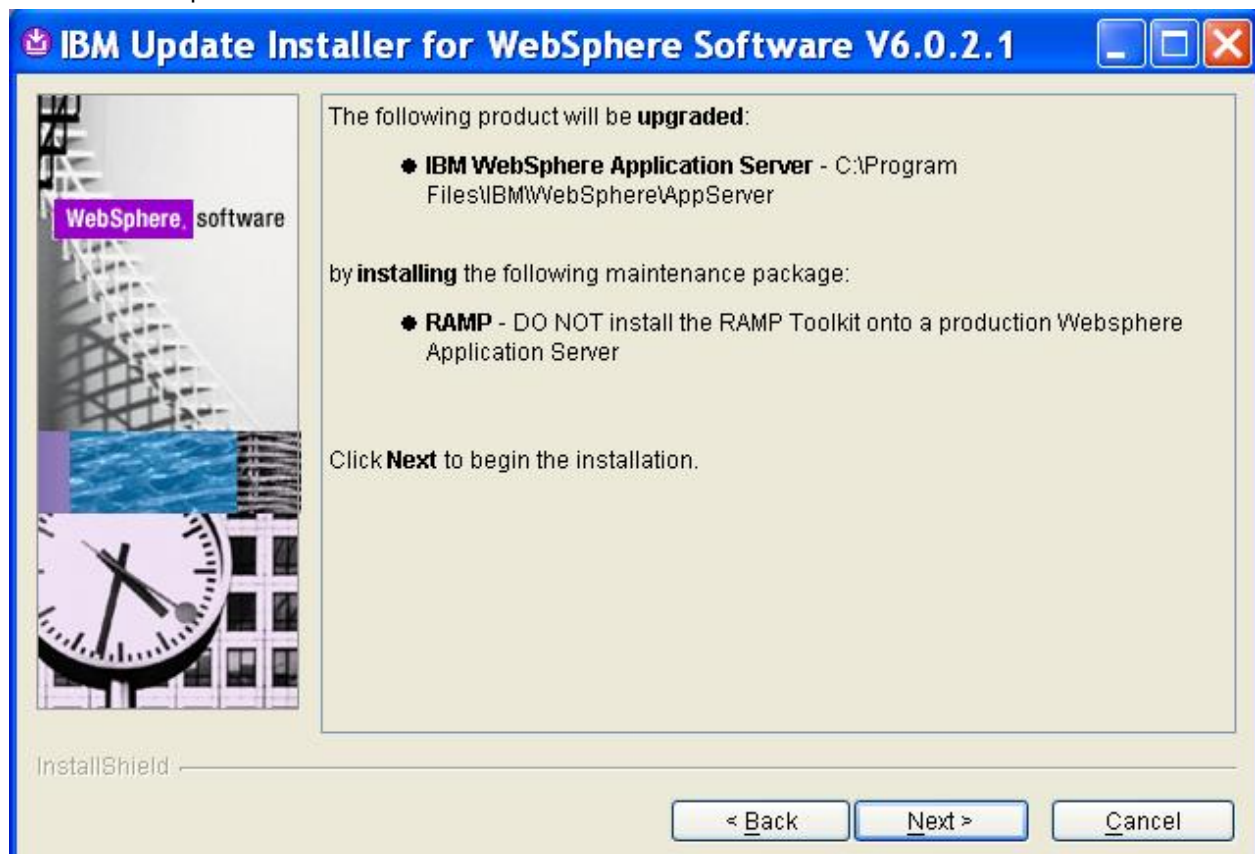 IBM Update Installer for WebSphere Software V6.0.2.1
WebSphere. software
The following product will be upgraded:
IBM WebSphere Application Server - C:\Program
Files\IBM\WebSphere\AppServer
by installing the following maintenance package:
RAMP - DO NOT install the RAMP Toolkit onto a production Websphere
Application Server
Click Next to begin the installation.
InstallShield
< Back
Next >
Cancel